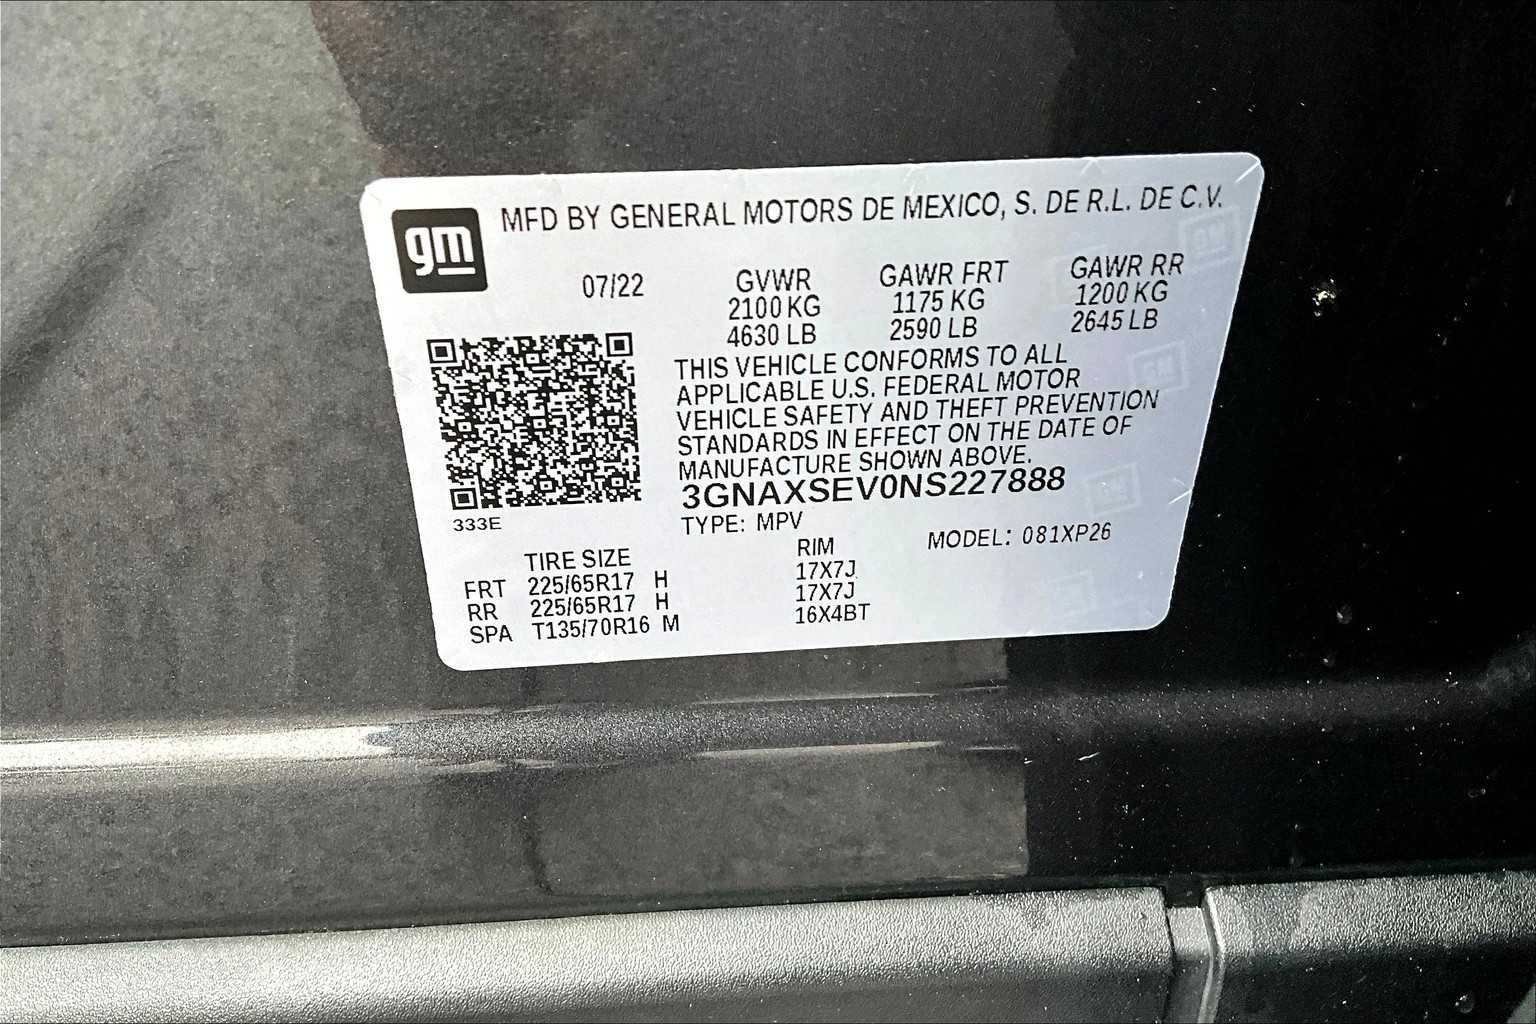 gm
MFD BY GENERAL MOTORS DE MEXICO, S. DE R.L. DE C.V.
07/22 GVWR GAWR FRT GAWR RR
2100 KG 1175 KG 1200 KG
4630 LB 2590 LB 2645 LB
THIS VEHICLE CONFORMS TO ALL
APPLICABLE U.S. FEDERAL MOTOR
VEHICLE SAFETY AND THEFT PREVENTION
STANDARDS IN EFFECT ON THE DATE OF
MANUFACTURE SHOWN ABOVE.
3GNAXSEV0NS227888
333E
TYPE: MPV MODEL: 081XP26
TIRE SIZE RIM
FRT 225/65R17 H 17X7J
RR 225/65R17 H 17X7J
SPA T135/70R16 M 16X4BT